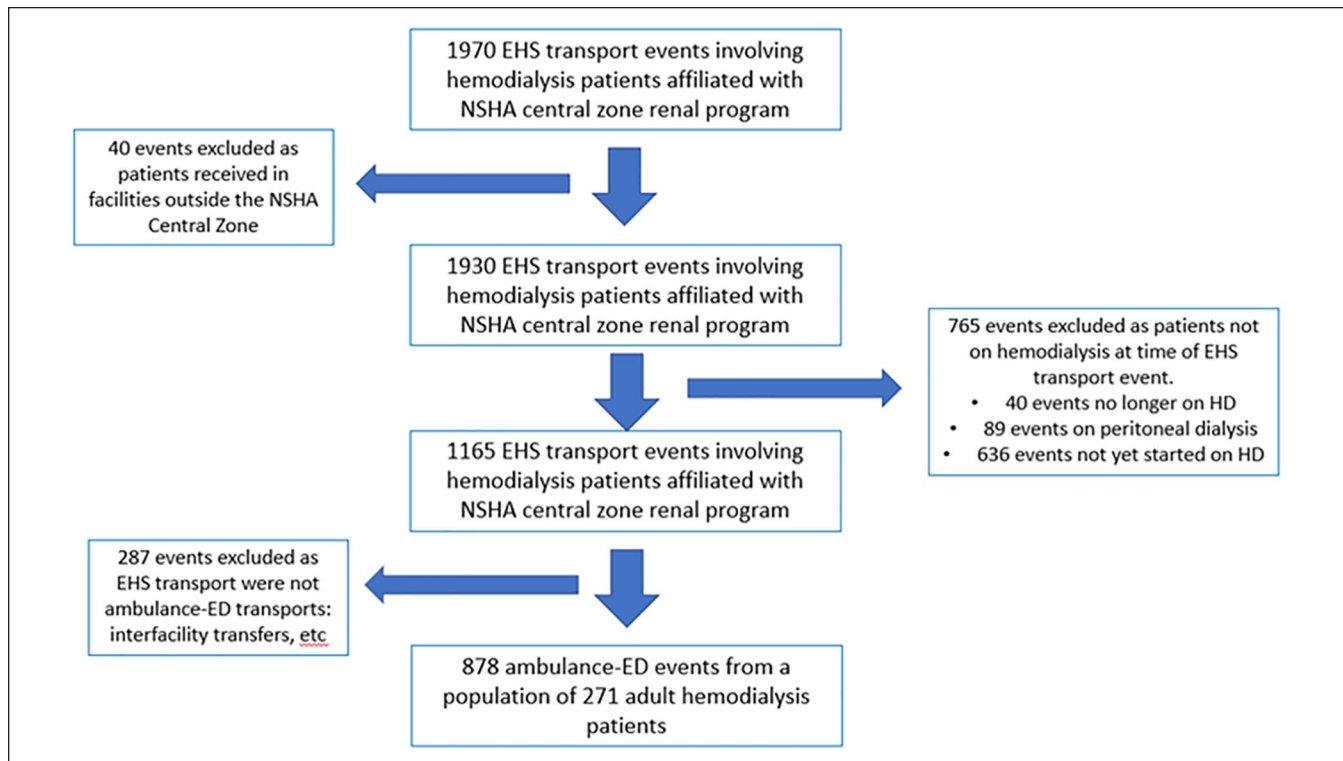 1970 EHS transport events involving
hemodialysis patients affiliated with
NSHA central zone renal program
40 events excluded as
patients received in
facilities outside the NSHA
Central Zone
1930 EHS transport events involving
hemodialysis patients affiliated with
NSHA central zone renal program
765 events excluded as patients not
on hemodialysis at time of EHS
transport event.
• 40 events no longer on HD
• 89 events on peritoneal dialysis
• 636 events not yet started on HD
1165 EHS transport events involving
hemodialysis patients affiliated with
NSHA central zone renal program
287 events excluded as
EHS transport were not
ambulance-ED transports:
interfacility transfers, etc
878 ambulance-ED events from a
population of 271 adult hemodialysis
patients